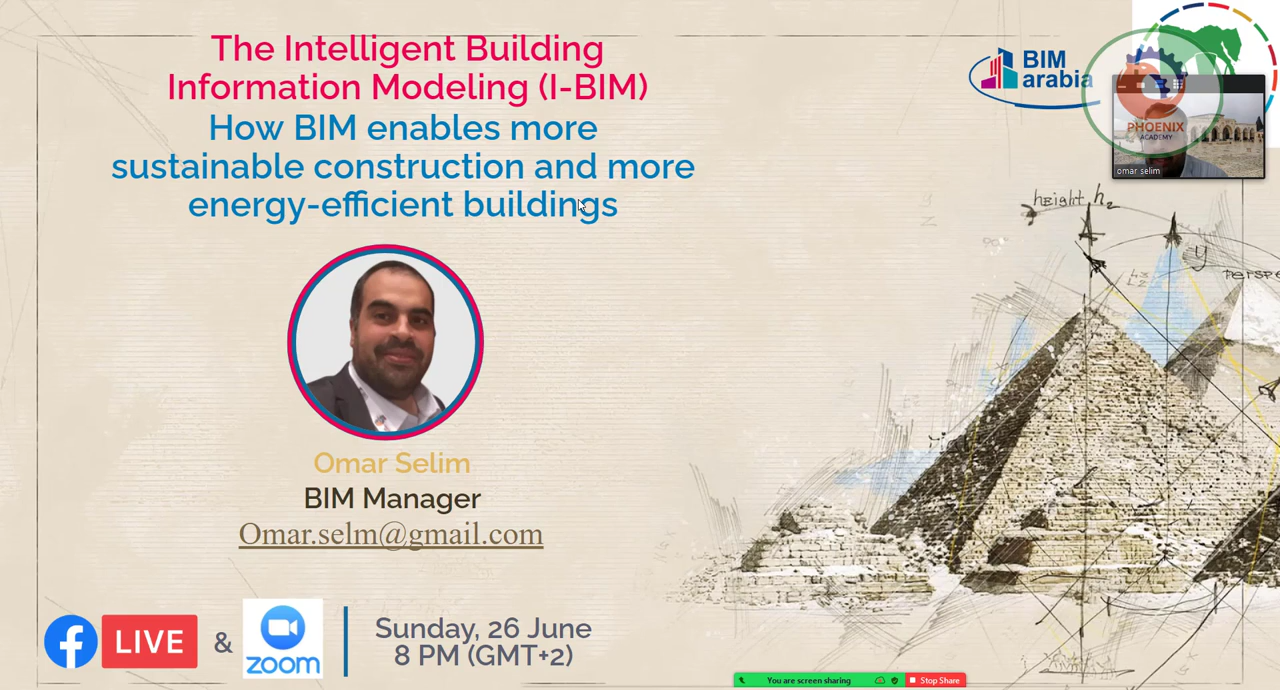 The Intelligent Building
Information Modeling (I-BIM)
How BIM enables more
sustainable construction and more
energy-efficient buildings
BIM
arabia
PHOENIX
ACADEMY
omar selim
height h₂
y
Omar Selim
BIM Manager
Omar.selm@gmail.com
LIVE
&
zoom
Sunday, 26 June
8 PM (GMT+2)
You are screen sharing
Stop Share